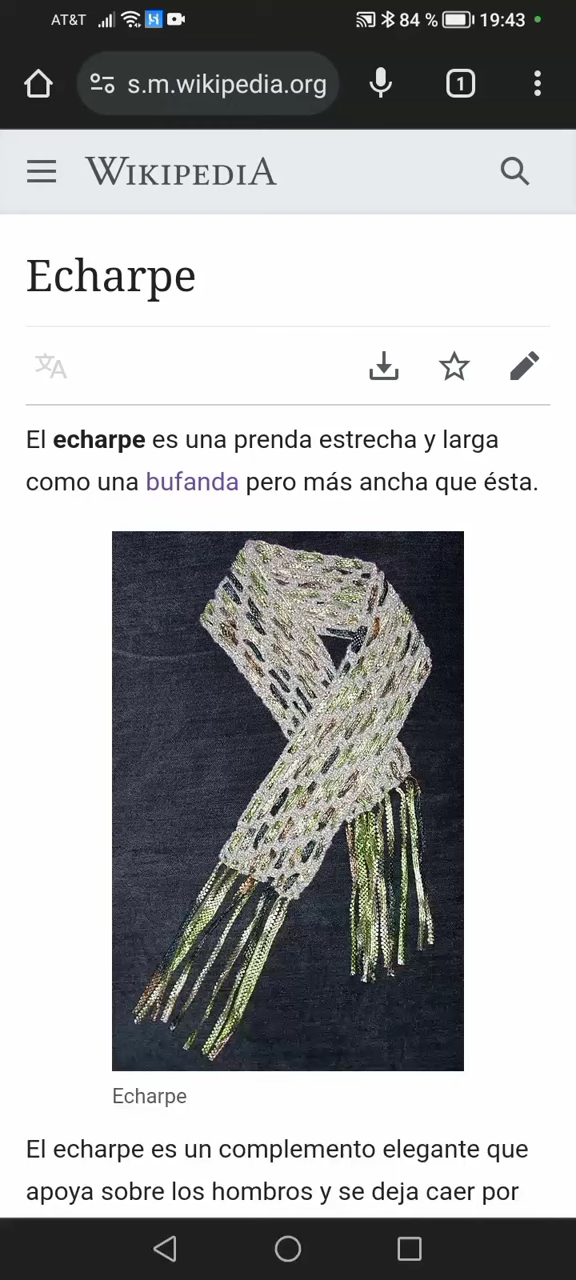 AT&T 84 % 19:43
s.m.wikipedia.org 1
WIKIPEDIA
Echarpe
El echarpe es una prenda estrecha y larga
como una bufanda pero más ancha que ésta.
Echarpe
El echarpe es un complemento elegante que
apoya sobre los hombros y se deja caer por